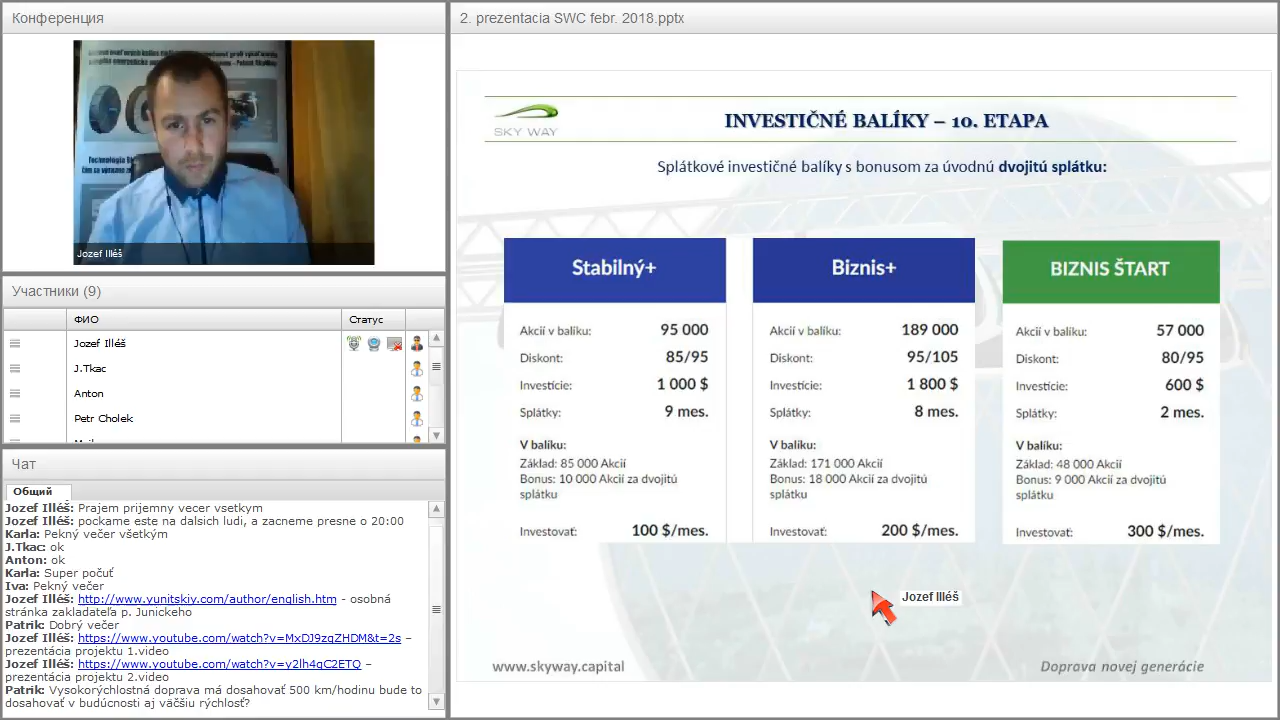 Конференция
Jozef Illéš
Участники (9)
ФИО
Статус
Jozef Illéš
J.Tkac
Anton
Petr Cholek
Чат
Общий
Jozef Illéš: Prajem prijemny vecer vsetkym
Jozef Illéš: pockame este na dalsich ludi, a zacneme presne o 20:00
Karla: Pekný večer všetkým
J.Tkac: ok
Anton: ok
Karla: Super počuť
Iva: Pekný večer
Jozef Illéš: http://www.yunitskiy.com/author/english.htm - osobná
stránka zakladateľa p. Junickeho
Patrik: Dobrý večer
Jozef Illéš: https://www.youtube.com/watch?v=MxDJ9zqZHDM&t=2s –
prezentácia projektu 1.video
Jozef Illéš: https://www.youtube.com/watch?v=y2lh4qC2ETQ –
prezentácia projektu 2.video
Patrik: Vysokorýchlostná doprava má dosahovať 500 km/hodinu bude to
dosahovať v budúcnosti aj väššiu rýchlosť?
2. prezentacia SWC febr. 2018.pptx
SKY WAY
INVESTIČNÉ BALÍKY – 10. ETAPA
Splátkové investičné balíky s bonusom za úvodnú dvojitú splátku:
Stabilný+
Akcií v balíku: 95 000
Diskont: 85/95
Investície: 1 000 $
Splátky: 9 mes.
V balíku:
Základ: 85 000 Akcií
Bonus: 10 000 Akcií za dvojitú
splátku
Investovať: 100 $/mes.
Biznis+
Akcií v balíku: 189 000
Diskont: 95/105
Investície: 1 800 $
Splátky: 8 mes.
V balíku:
Základ: 171 000 Akcií
Bonus: 18 000 Akcií za dvojitú
splátku
Investovať: 200 $/mes.
BIZNIS ŠTART
Akcií v balíku: 57 000
Diskont: 80/95
Investície: 600 $
Splátky: 2 mes.
V balíku:
Základ: 48 000 Akcií
Bonus: 9 000 Akcií za dvojitú
splátku
Investovať: 300 $/mes.
Jozef Illéš
www.skyway.capital
Doprava novej generácie